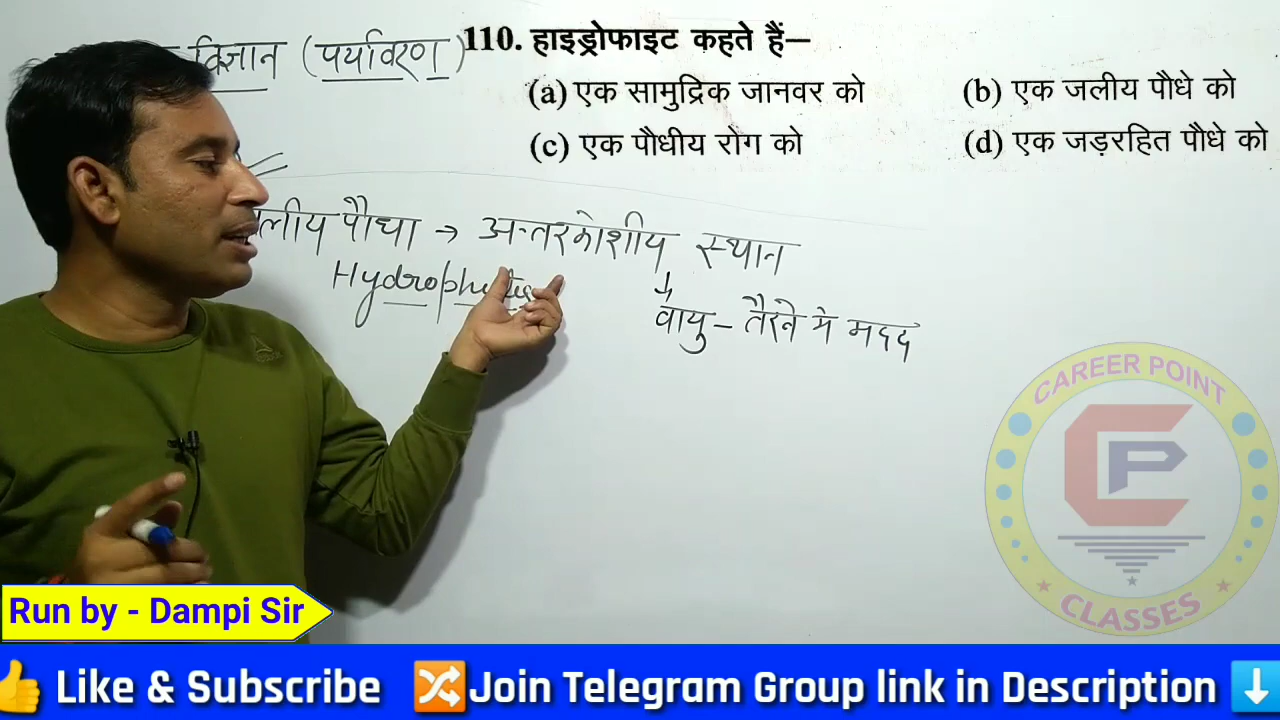 विज्ञान (पर्यावरण)
110. हाइड्रोफाइट कहते हैं—
(a) एक सामुद्रिक जानवर को
(b) एक जलीय पौधे को
(c) एक पौधीय रोग को
(d) एक जड़रहित पौधे को
लीय पौधा → अन्तरकोशीय स्थान
वायु – तैरने मे मदद
CAREER POINT
CP
CLASSES
Run by - Dampi Sir
Like & Subscribe
Join Telegram Group link in Description